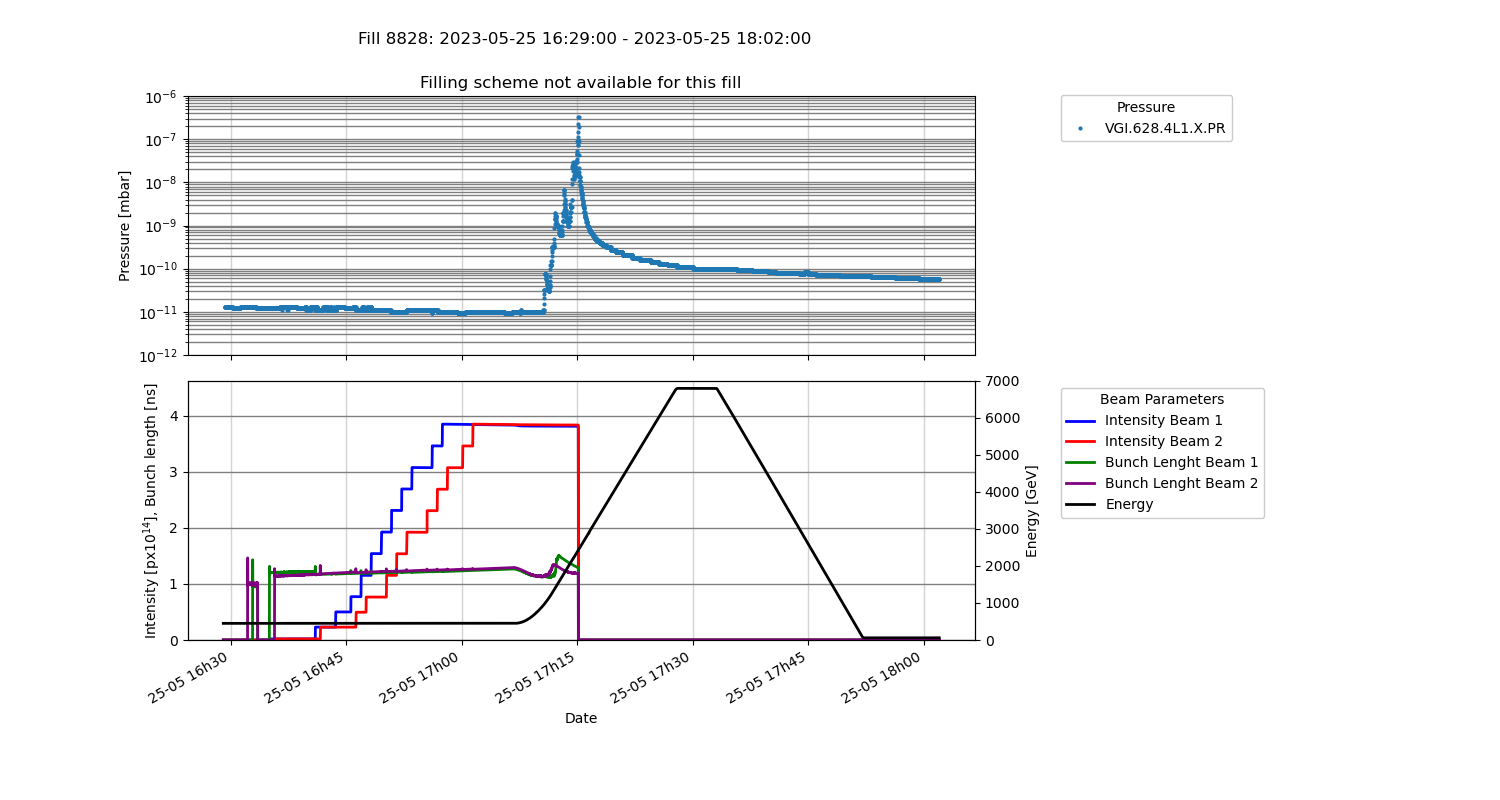 Fill 8828: 2023-05-25 16:29:00 - 2023-05-25 18:02:00
Filling scheme not available for this fill
Pressure [mbar]
10⁻⁶
10⁻⁷
10⁻⁸
10⁻⁹
10⁻¹⁰
10⁻¹¹
10⁻¹²
Pressure
VGI.628.4L1.X.PR
Intensity [px10¹⁴], Bunch length [ns]
4
3
2
1
0
7000
6000
5000
4000
3000
2000
1000
0
Energy [GeV]
Beam Parameters
Intensity Beam 1
Intensity Beam 2
Bunch Lenght Beam 1
Bunch Lenght Beam 2
Energy
25-05 16h30
25-05 16h45
25-05 17h00
25-05 17h15
25-05 17h30
25-05 17h45
25-05 18h00
Date